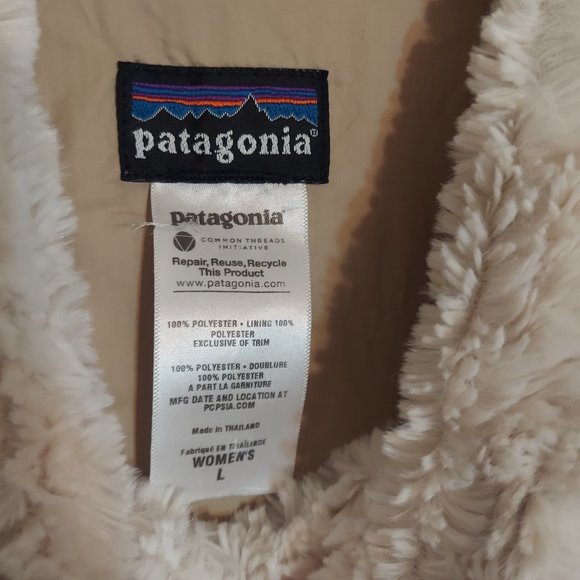 patagonia®
patagonia®
COMMON THREADS
INITIATIVE
Repair, Reuse, Recycle
This Product
www.patagonia.com
100% POLYESTER • LINING 100%
POLYESTER
EXCLUSIVE OF TRIM
100% POLYESTER • DOUBLURE
100% POLYESTER
A PART LA GARNITURE
MFG DATE AND LOCATION AT
PCPSIA.COM
Made in THAILAND
Fabriqué EN THAÏLANDE
WOMEN'S
L